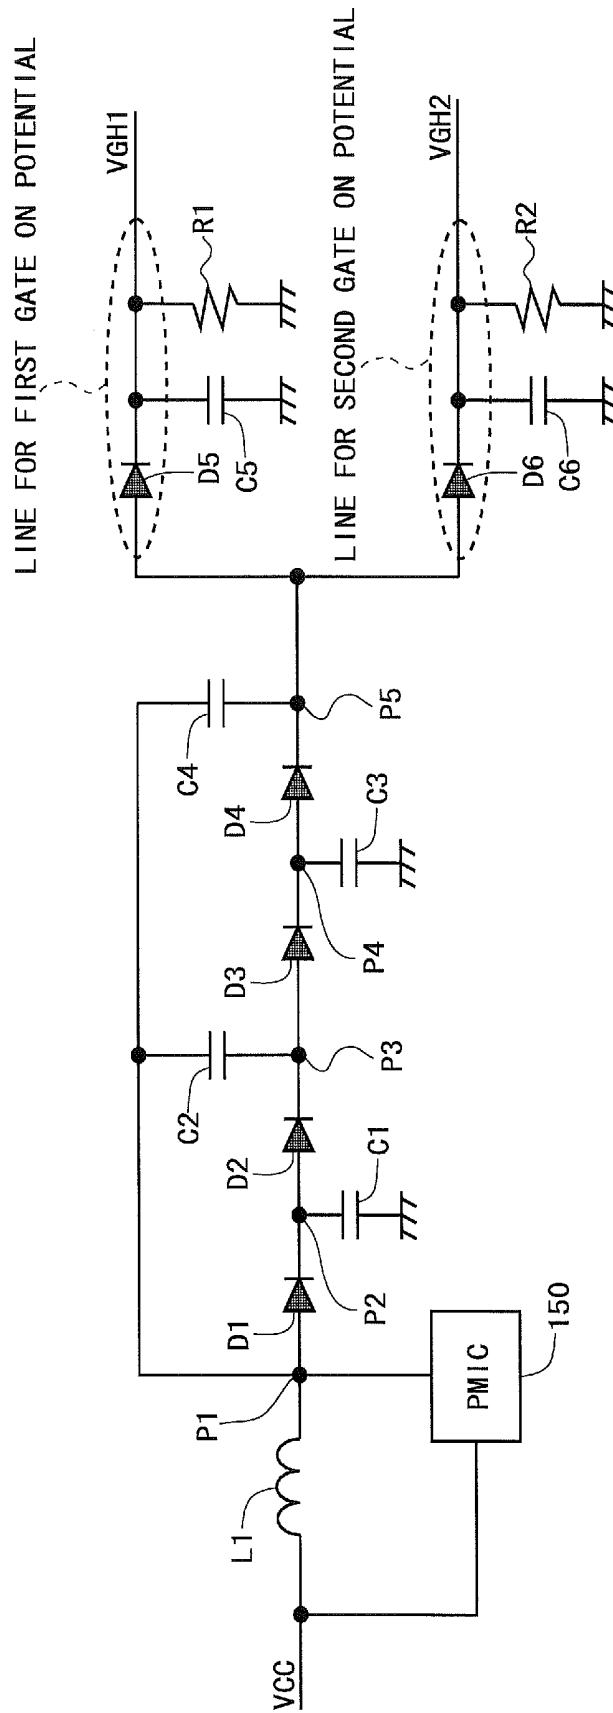 LINE FOR FIRST GATE ON POTENTIAL
VGH1
R1
D5
C5
LINE FOR SECOND GATE ON POTENTIAL
VGH2
R2
D6
C6
C4
P5
D4
C3
D3
P4
C2
P3
D2
C1
D1
P2
P1
L1
PMIC
150
VCC